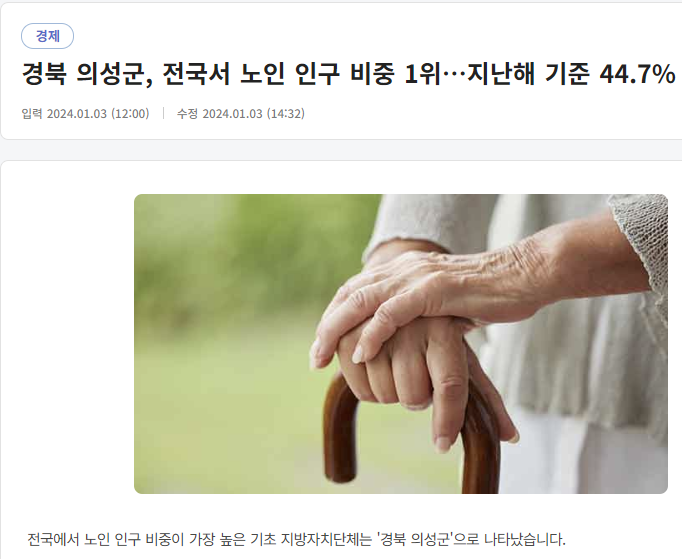 경제
경북 의성군, 전국서 노인 인구 비중 1위…지난해 기준 44.7%
입력 2024.01.03 (12:00) 수정 2024.01.03 (14:32)
전국에서 노인 인구 비중이 가장 높은 기초 지방자치단체는 '경북 의성군'으로 나타났습니다.